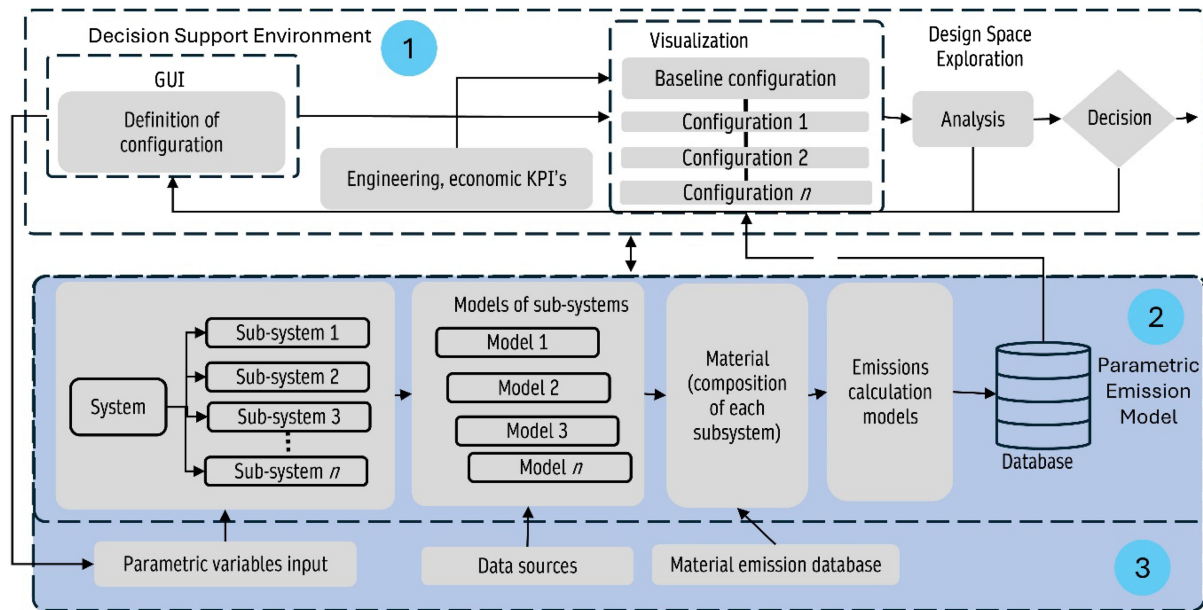 Decision Support Environment
1
GUI
Definition of
configuration
Engineering, economic KPI's
Visualization
Baseline configuration
Configuration 1
Configuration 2
Configuration n
Design Space
Exploration
Analysis
Decision
System
Sub-system 1
Sub-system 2
Sub-system 3
Sub-system n
Models of sub-systems
Model 1
Model 2
Model 3
Model n
Material
(composition
of each
subsystem)
Emissions
calculation
models
Database
2
Parametric
Emission
Model
Parametric variables input
Data sources
Material emission database
3